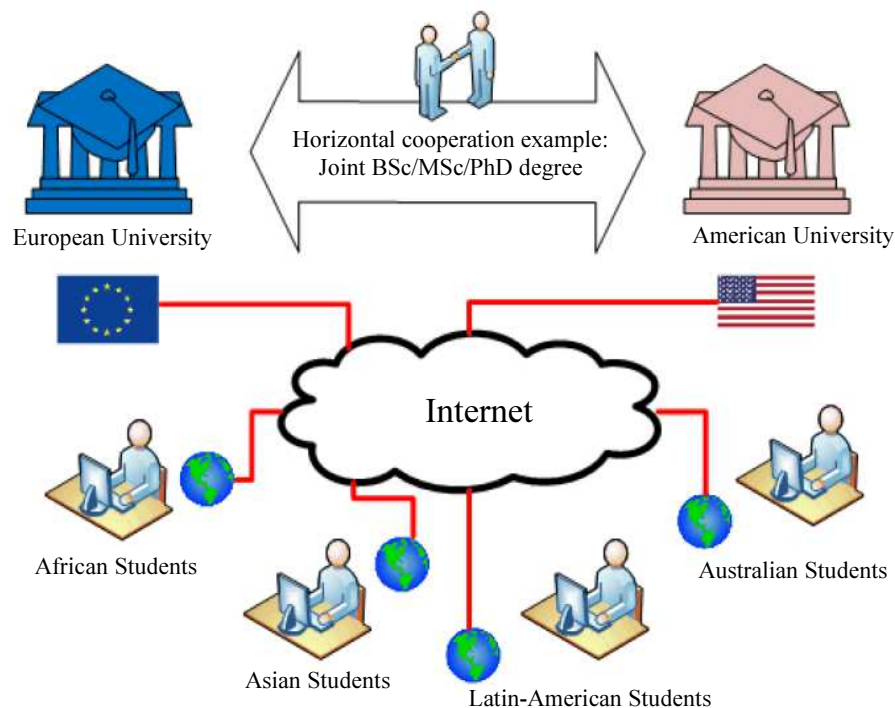 Horizontal cooperation example:
Joint BSc/MSc/PhD degree
European University
American University
Internet
African Students
Australian Students
Asian Students
Latin-American Students